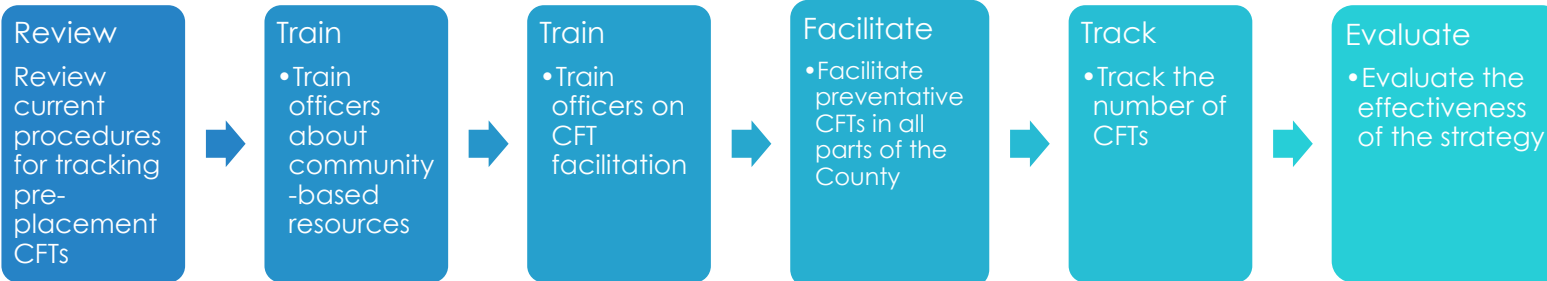 Review
Review
current
procedures
for tracking
pre-
placement
CFTs
Train
•Train
officers
about
community
-based
resources
Train
•Train
officers on
CFT
facilitation
Facilitate
•Facilitate
preventative
CFTs in all
parts of the
County
Track
•Track the
number of
CFTs
Evaluate
•Evaluate the
effectiveness
of the strategy